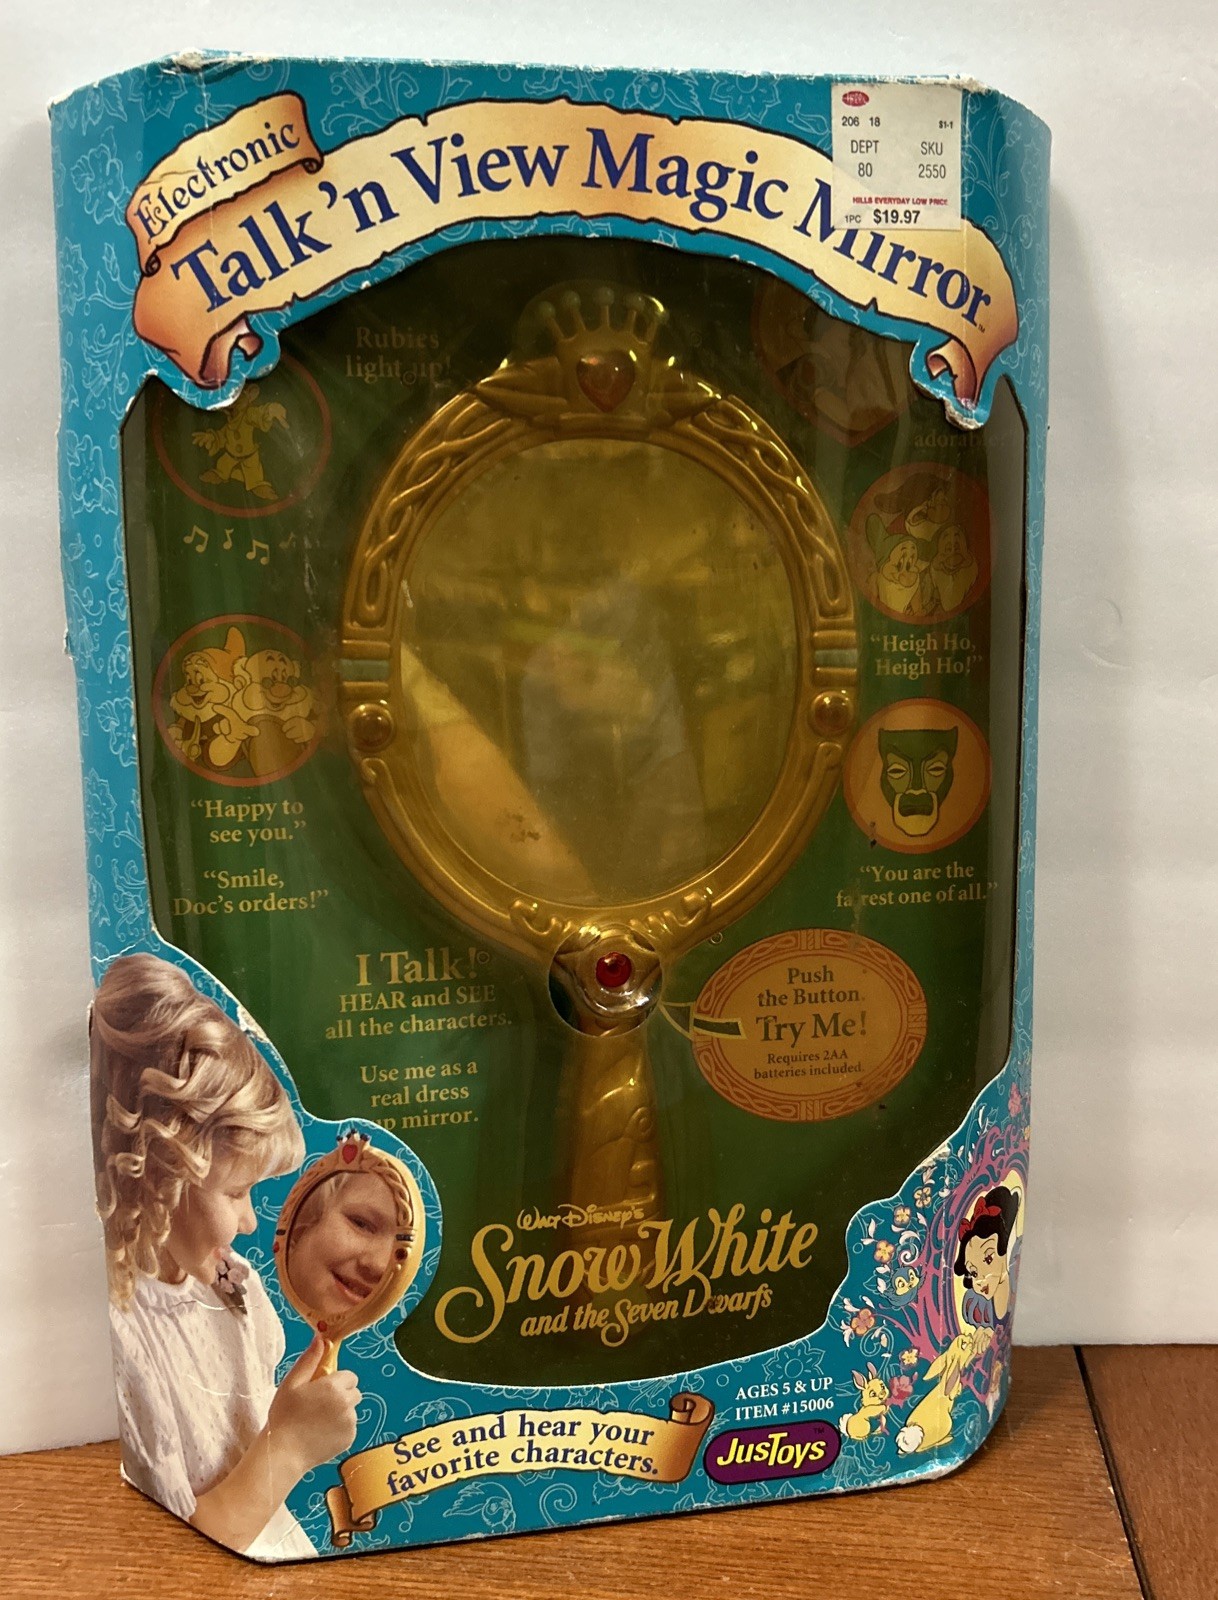 Electronic
Talk 'n View Magic Mirror
206 18
$1-1
DEPT SKU
80 2550
HILLS EVERYDAY LOW PRICE
1PC $19.97
Rubies
light up!
adorable!
"Heigh Ho,
Heigh Ho!"
"Happy to
see you."
"Smile,
Doc's orders!"
"You are the
fairest one of all."
I Talk!
HEAR and SEE
all the characters.
Use me as a
real dress
up mirror.
Push
the Button.
Try Me!
Requires 2AA
batteries included.
Walt Disney's
Snow White
and the Seven Dwarfs
See and hear your
favorite characters.
AGES 5 & UP
ITEM #15006
JusToys
TM